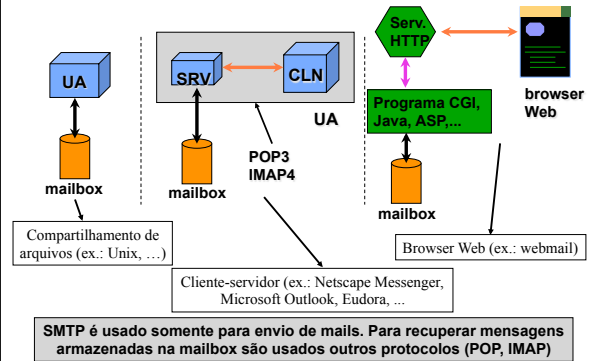 UA
mailbox
Compartilhamento de
arquivos (ex.: Unix, …)
SRV
CLN
UA
mailbox
POP3
IMAP4
Cliente-servidor (ex.: Netscape Messenger,
Microsoft Outlook, Eudora, ...
Serv.
HTTP
browser
Web
Programa CGI,
Java, ASP,...
mailbox
Browser Web (ex.: webmail)
SMTP é usado somente para envio de mails. Para recuperar mensagens
armazenadas na mailbox são usados outros protocolos (POP, IMAP)